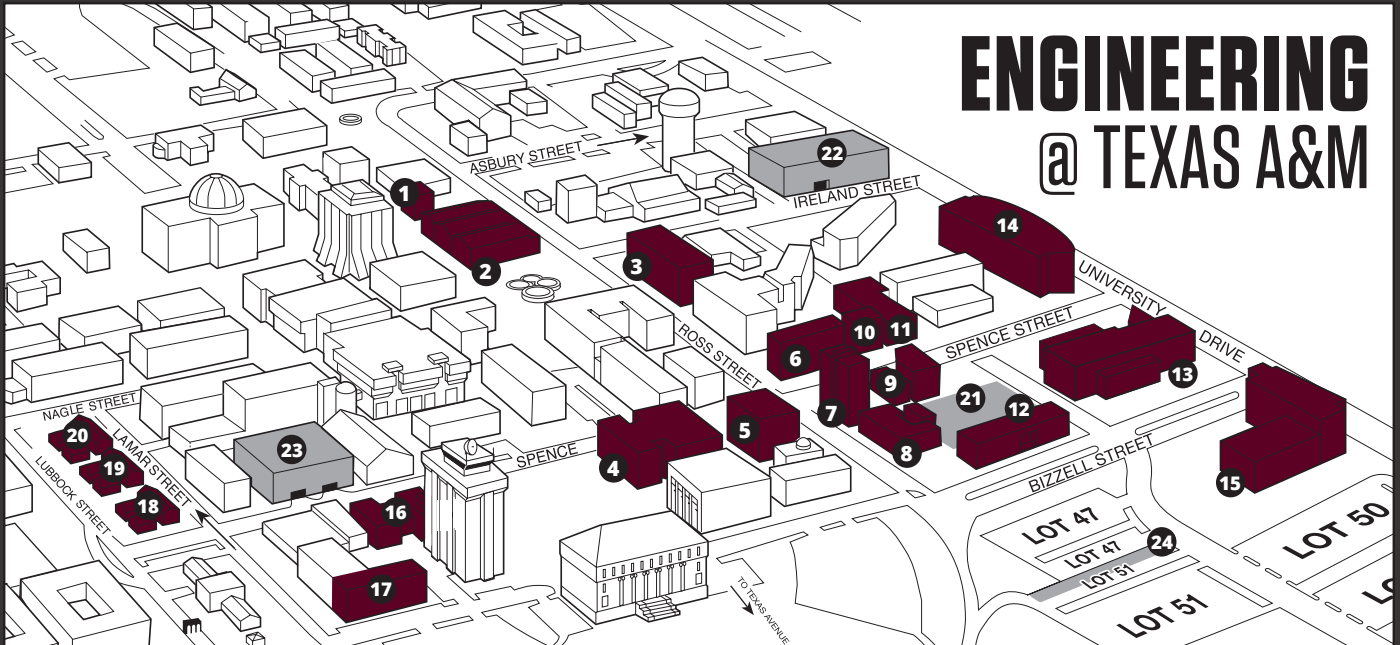 ENGINEERING
@ TEXAS A&M
ASBURY STREET
22
IRELAND STREET
1
14
2
3
UNIVERSITY
DRIVE
ROSS STREET
10
11
SPENCE STREET
6
9
13
NAGLE STREET
21
12
7
20
LAMAR STREET
5
23
8
LUBBOCK STREET
19
SPENCE
4
BIZZELL STREET
15
18
16
LOT 47
LOT 50
24
LOT 47
LOT 51
17
TO TEXAS AVENUE
LOT 51